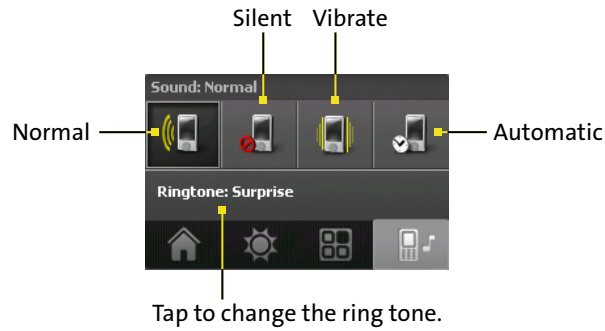 Silent Vibrate
Sound: Normal
Normal
Automatic
Ringtone: Surprise
Tap to change the ring tone.